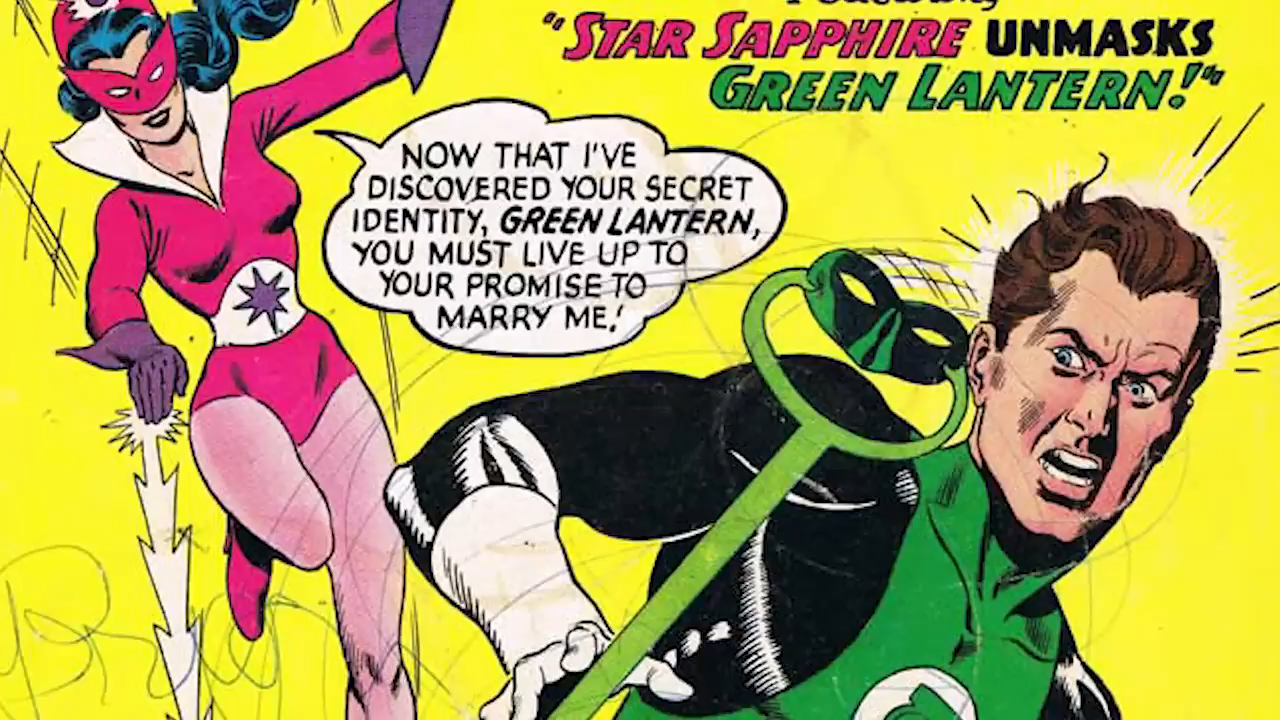 "STAR SAPPHIRE UNMASKS
GREEN LANTERN!"
NOW THAT I'VE
DISCOVERED YOUR SECRET
IDENTITY, GREEN LANTERN,
YOU MUST LIVE UP TO
YOUR PROMISE TO
MARRY ME!